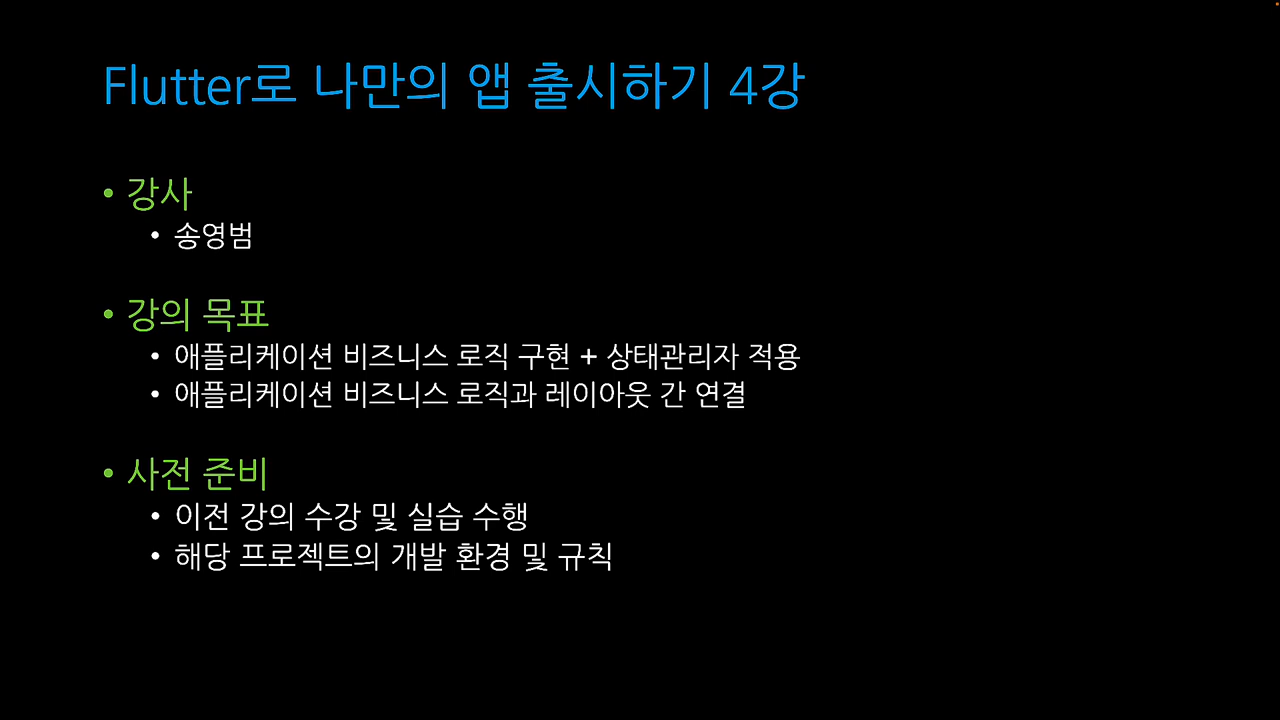 Flutter로 나만의 앱 출시하기 4강
• 강사
• 송영범
• 강의 목표
• 애플리케이션 비즈니스 로직 구현 + 상태관리자 적용
• 애플리케이션 비즈니스 로직과 레이아웃 간 연결
• 사전 준비
• 이전 강의 수강 및 실습 수행
• 해당 프로젝트의 개발 환경 및 규칙